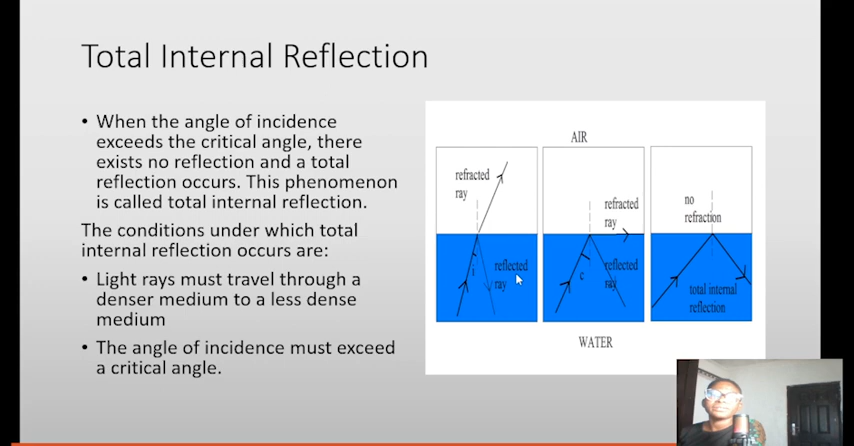 Total Internal Reflection
• When the angle of incidence
exceeds the critical angle, there
exists no reflection and a total
reflection occurs. This phenomenon
is called total internal reflection.
The conditions under which total
internal reflection occurs are:
• Light rays must travel through a
denser medium to a less dense
medium
• The angle of incidence must exceed
a critical angle.
AIR
refracted
ray
i
reflected
ray
refracted
ray
c
reflected
ray
no
refraction
total internal
reflection
WATER